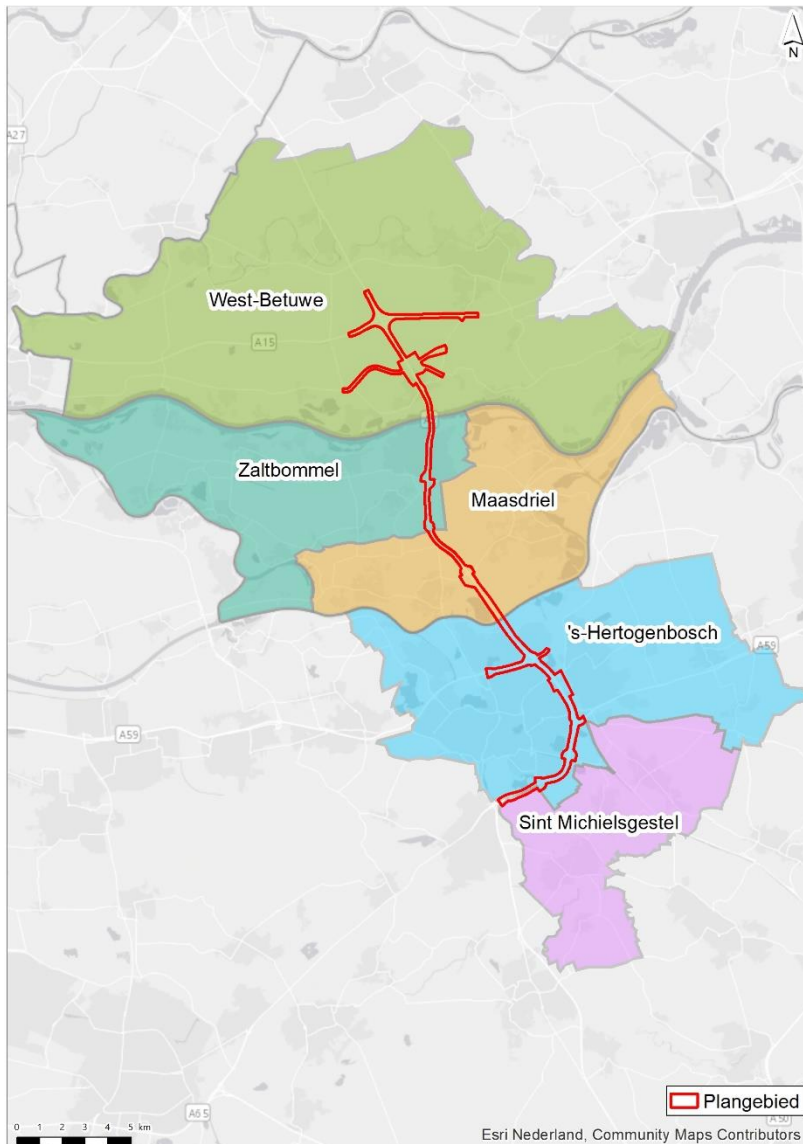 N
A27
West-Betuwe
A15
Zaltbommel
Maasdriel
's-Hertogenbosch
A59
A59
Sint Michielsgestel
Plangebied
A65
A50
0 1 2 3 4 5 km
Esri Nederland, Community Maps Contributors